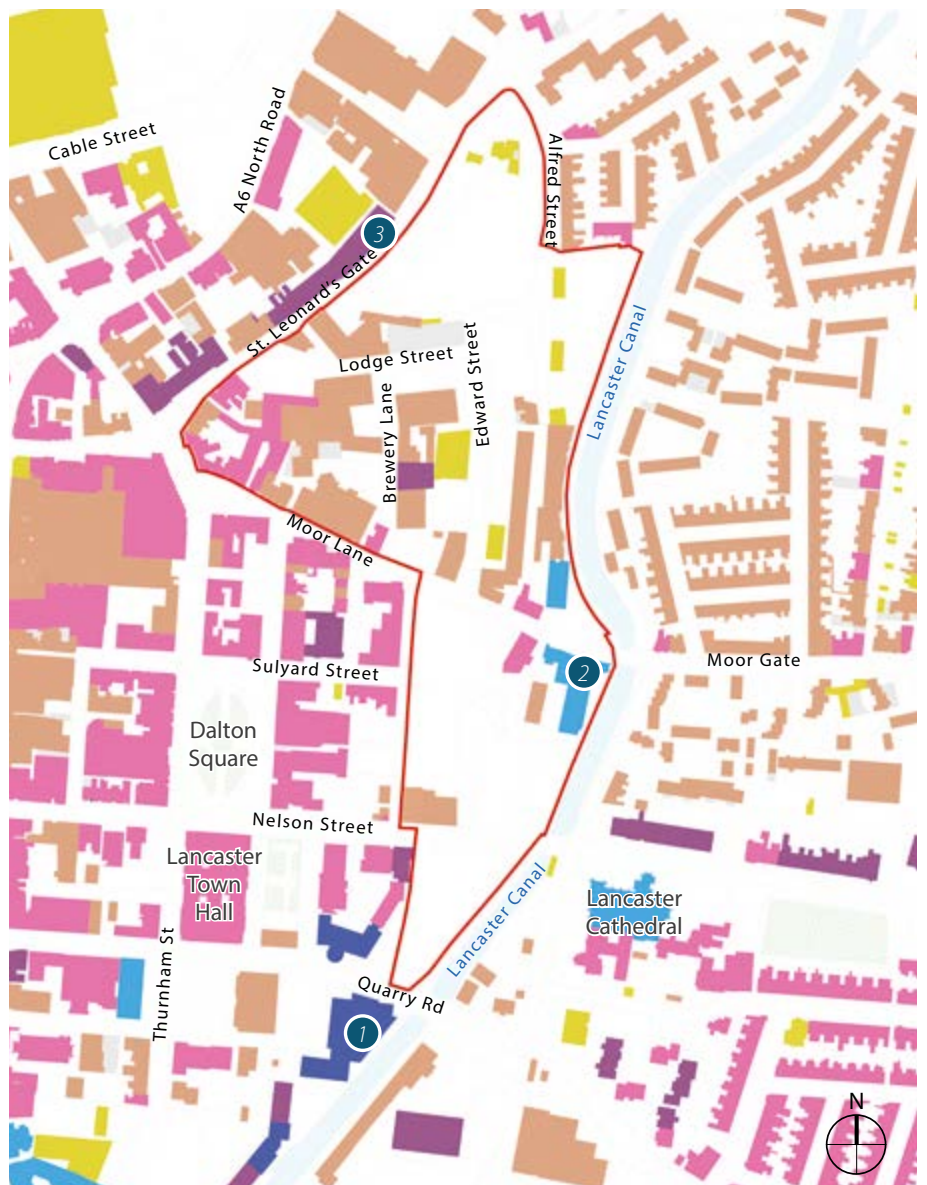 Cable Street
A6 North Road
Alfred Street
3
St. Leonard's Gate
Lodge Street
Edward Street
Brewery Lane
Lancaster Canal
Moor Lane
Sulyard Street
2
Moor Gate
Dalton
Square
Nelson Street
Lancaster
Town
Hall
Lancaster Canal
Lancaster
Cathedral
Thurnham St
Quarry Rd
1
N